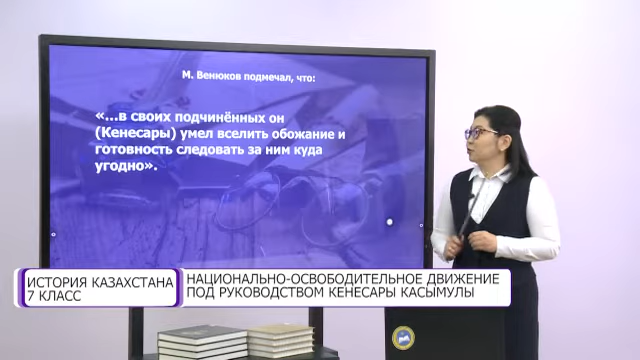 М. Венюков подмечал, что:
«...в своих подчинённых он
(Кенесары) умел вселить обожание и
готовность следовать за ним куда
угодно».
ИСТОРИЯ КАЗАХСТАНА
7 КЛАСС
НАЦИОНАЛЬНО-ОСВОБОДИТЕЛЬНОЕ ДВИЖЕНИЕ
ПОД РУКОВОДСТВОМ КЕНЕСАРЫ КАСЫМУЛЫ